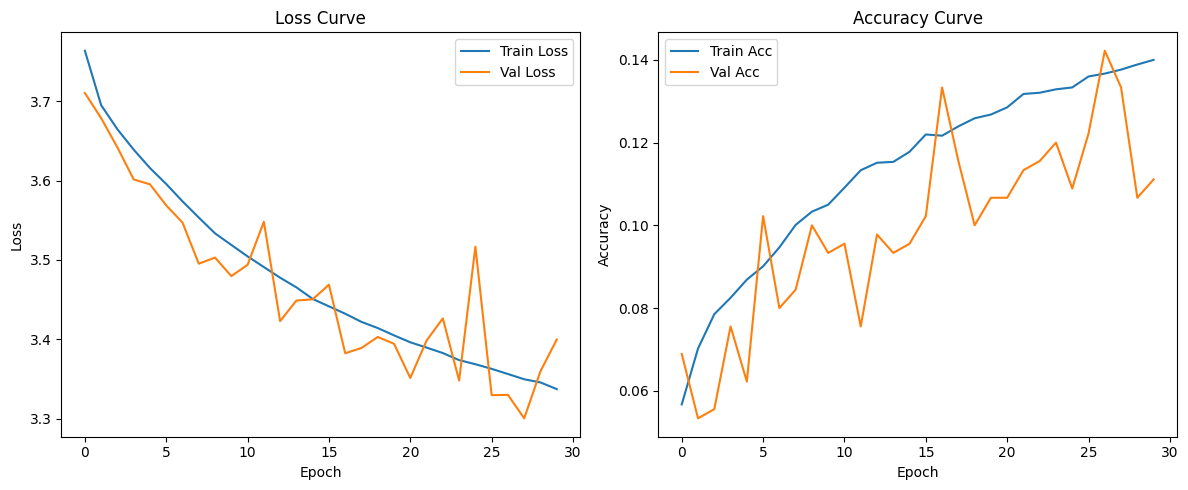 Loss Curve
Train Loss
Val Loss
3.7
3.6
3.5
3.4
3.3
Loss
0 5 10 15 20 25 30
Epoch
Accuracy Curve
Train Acc
Val Acc
0.14
0.12
0.10
0.08
0.06
Accuracy
0 5 10 15 20 25 30
Epoch